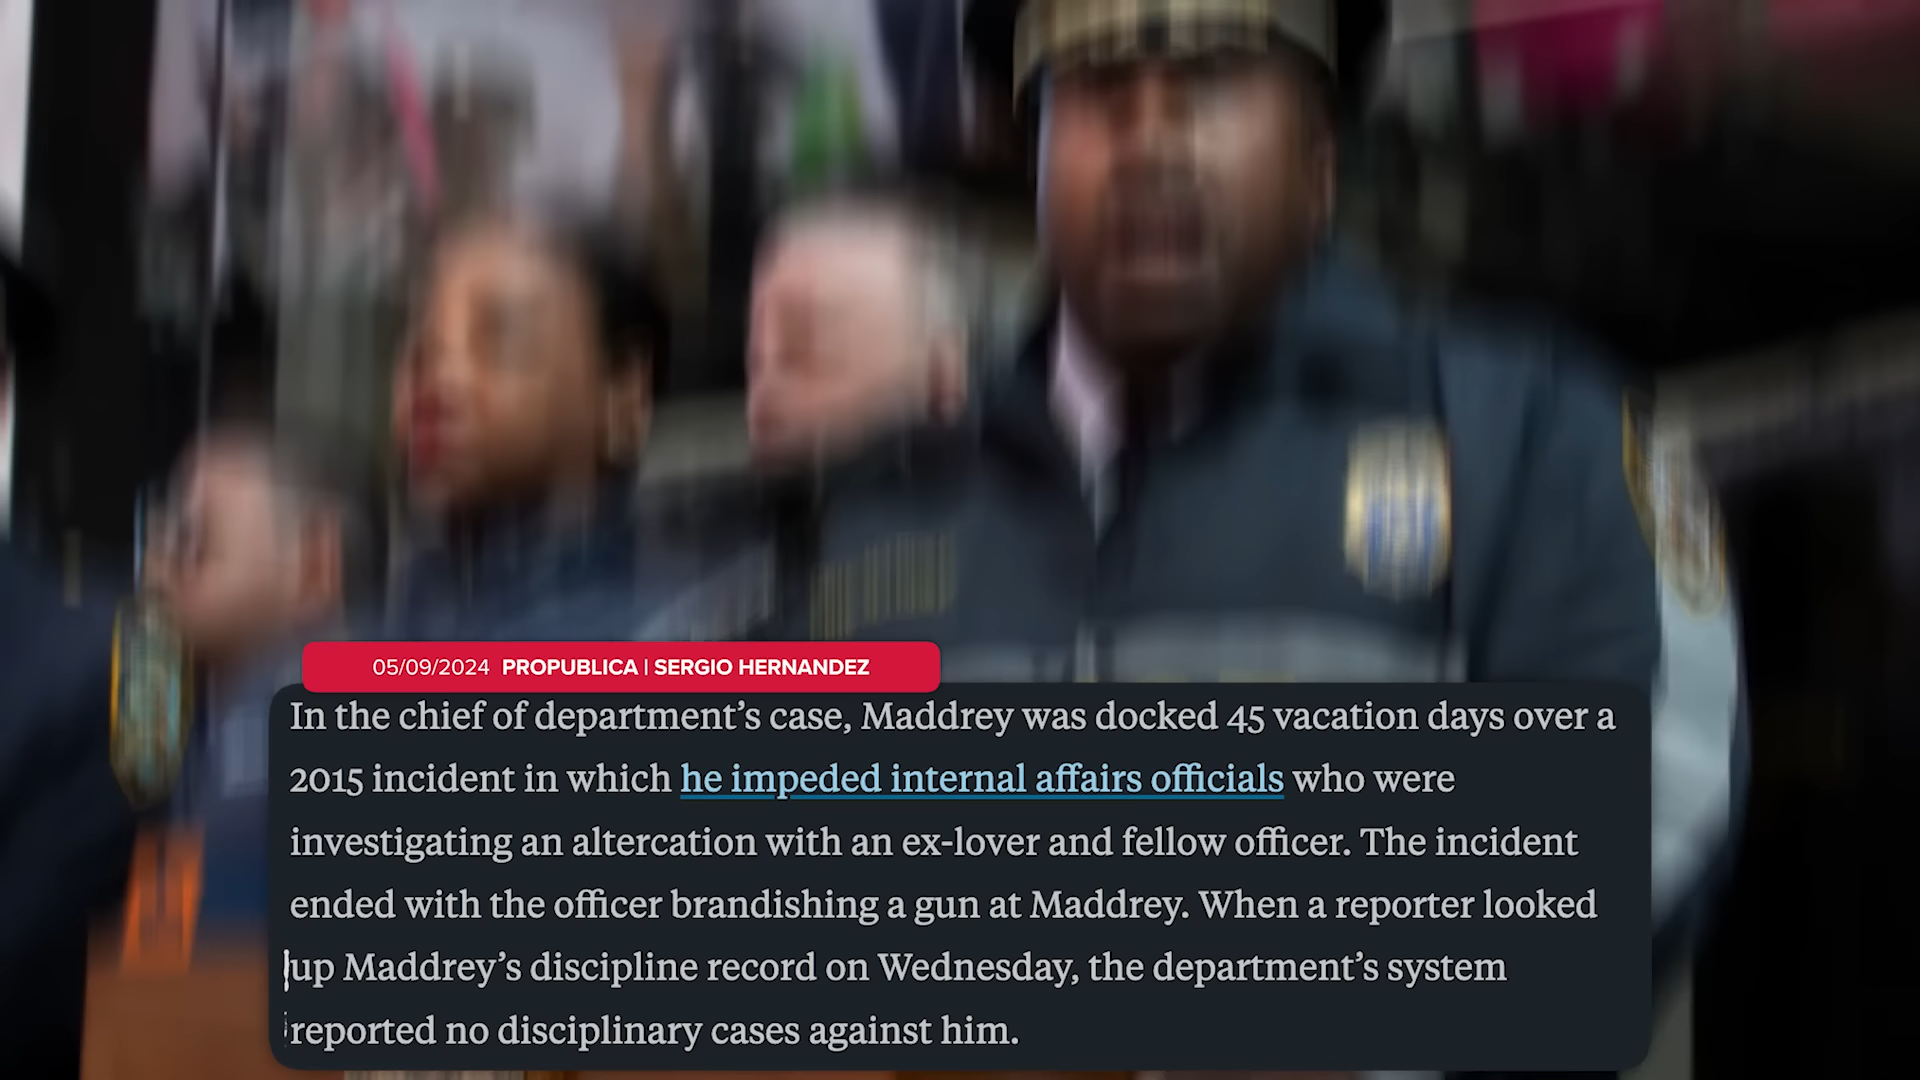 05/09/2024 PROPUBLICA | SERGIO HERNANDEZ
In the chief of department’s case, Maddrey was docked 45 vacation days over a
2015 incident in which he impeded internal affairs officials who were
investigating an altercation with an ex-lover and fellow officer. The incident
ended with the officer brandishing a gun at Maddrey. When a reporter looked
up Maddrey’s discipline record on Wednesday, the department’s system
reported no disciplinary cases against him.